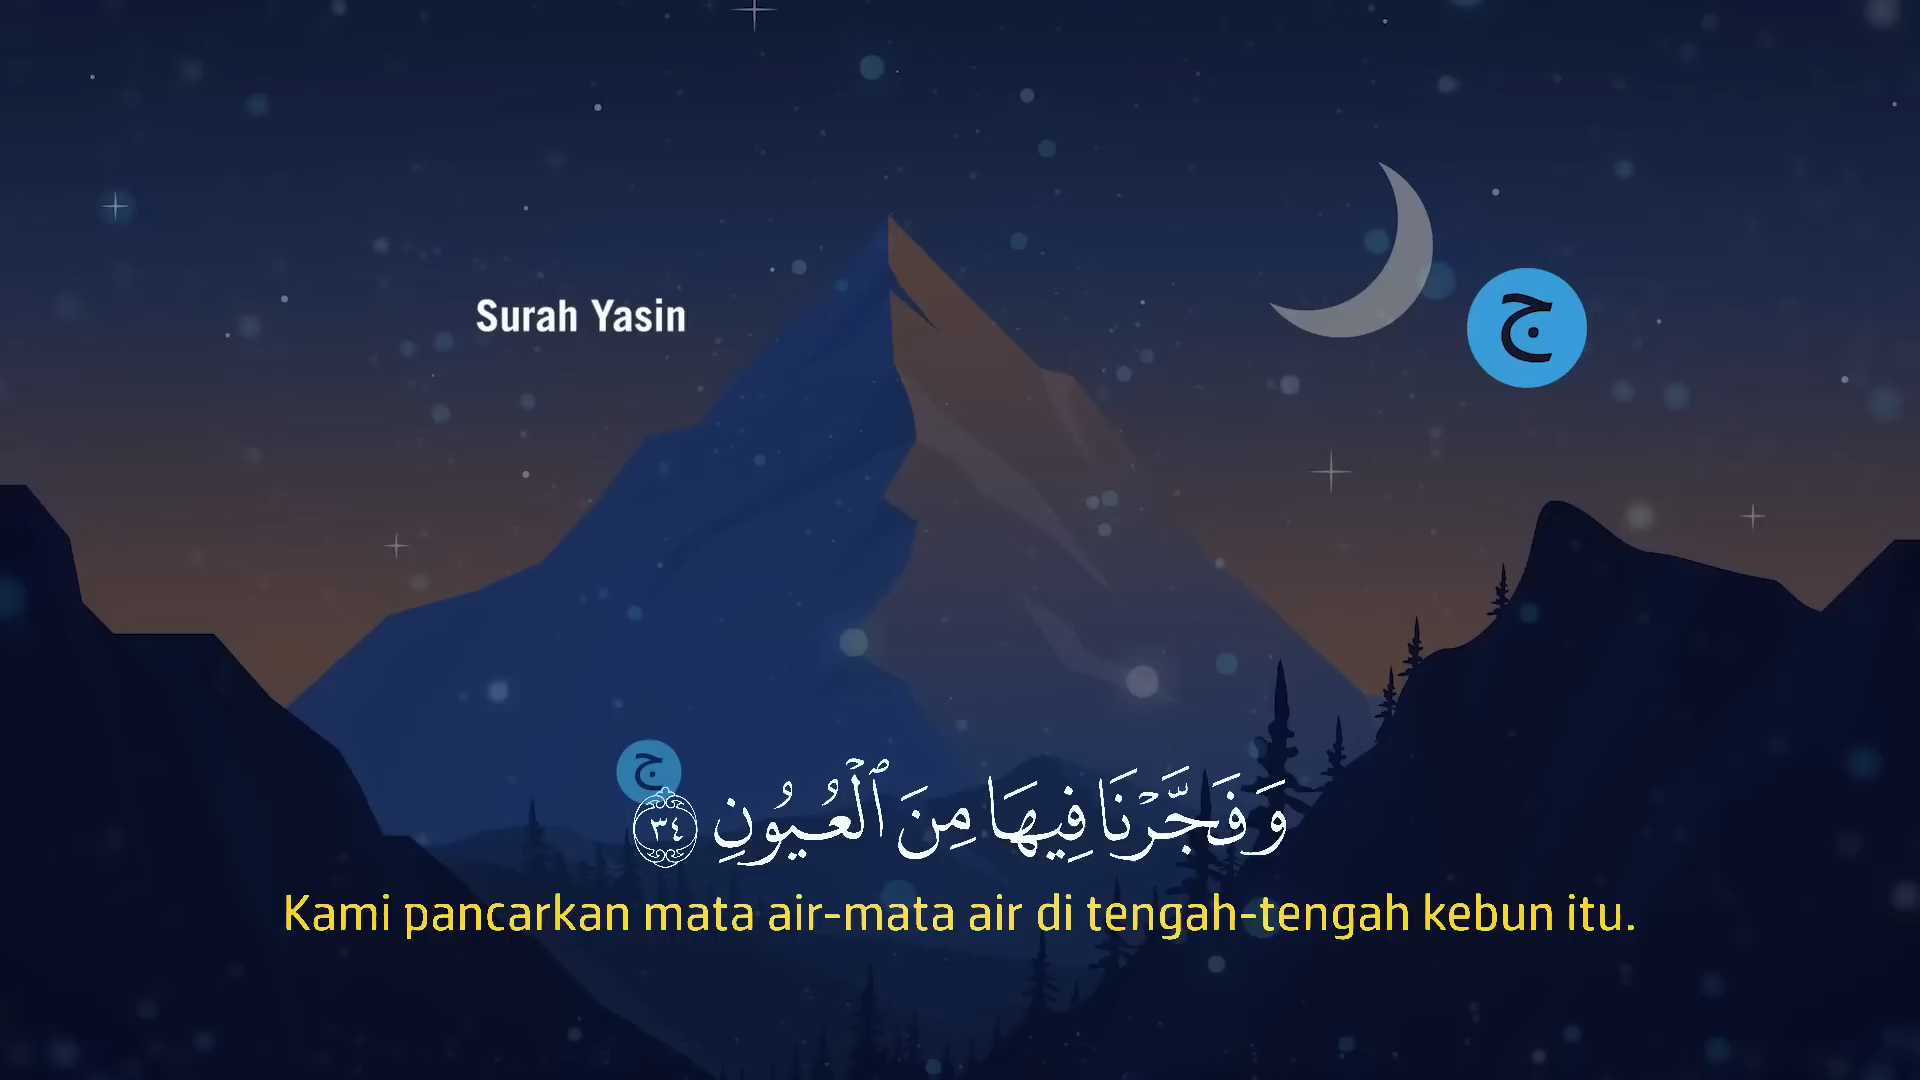 Surah Yasin
ج
ج
وَفَجَّرۡنَا فِيهَا مِنَ ٱلۡعُيُونِ ٣٤
Kami pancarkan mata air-mata air di tengah-tengah kebun itu.